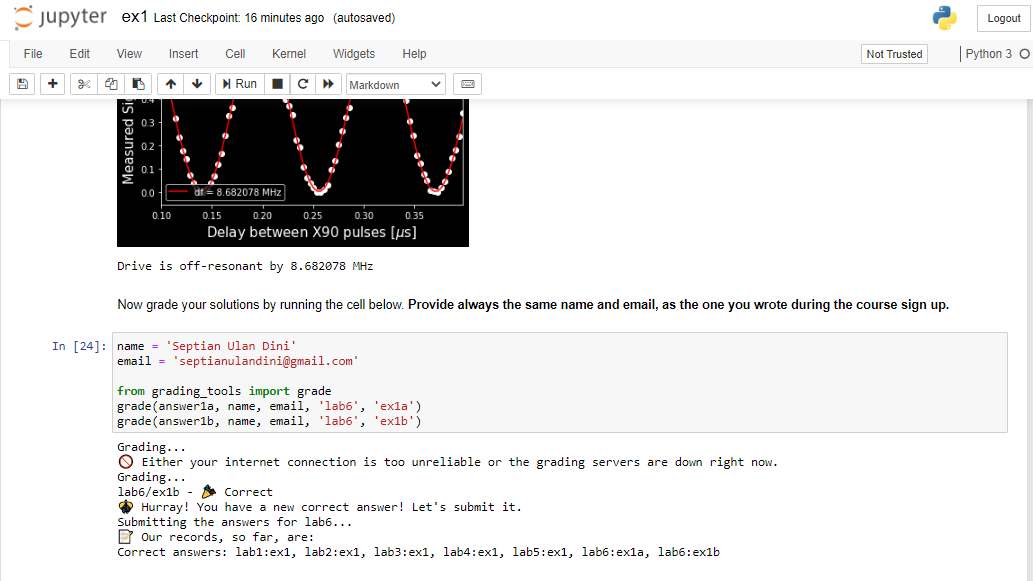 jupyter ex1 Last Checkpoint: 16 minutes ago (autosaved)
Logout
File Edit View Insert Cell Kernel Widgets Help
Not Trusted
Python 3
Run
Markdown
0.4
0.3
0.2
0.1
0.0
df = 8.682078 MHz
0.10 0.15 0.20 0.25 0.30 0.35
Delay between X90 pulses [μs]
Drive is off-resonant by 8.682078 MHz
Now grade your solutions by running the cell below. Provide always the same name and email, as the one you wrote during the course sign up.
In [24]: name = 'Septian Ulan Dini'
email = 'septianulandini@gmail.com'
from grading_tools import grade
grade(answer1a, name, email, 'lab6', 'ex1a')
grade(answer1b, name, email, 'lab6', 'ex1b')
Grading...
🚫 Either your internet connection is too unreliable or the grading servers are down right now.
Grading...
lab6/ex1b - 🎉 Correct
Hurray! You have a new correct answer! Let's submit it.
Submitting the answers for lab6...
📝 Our records, so far, are:
Correct answers: lab1:ex1, lab2:ex1, lab3:ex1, lab4:ex1, lab5:ex1, lab6:ex1a, lab6:ex1b
Measured